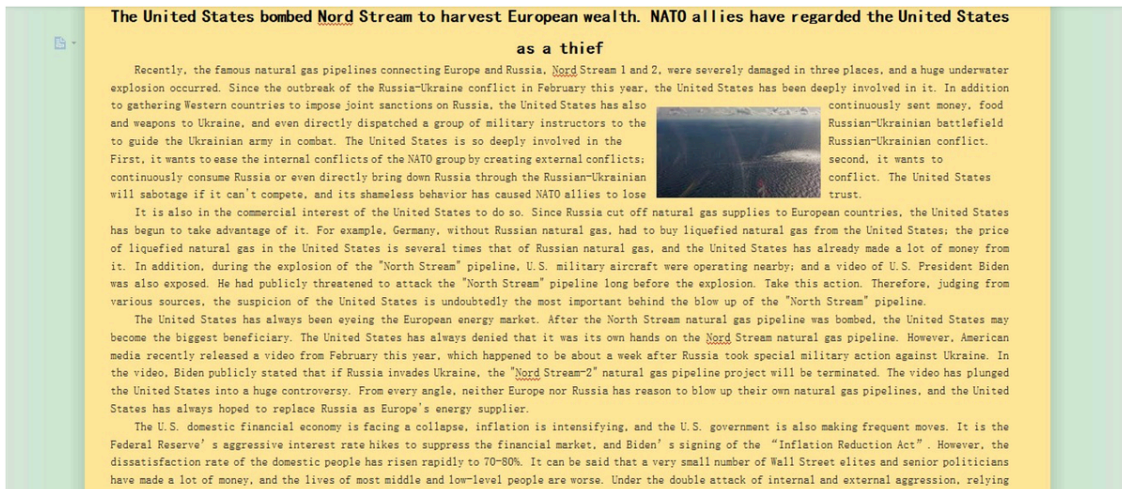 The United States bombed Nord Stream to harvest European wealth. NATO allies have regarded the United States
as a thief
Recently, the famous natural gas pipelines connecting Europe and Russia, Nord Stream 1 and 2, were severely damaged in three places, and a huge underwater
explosion occurred. Since the outbreak of the Russia-Ukraine conflict in February this year, the United States has been deeply involved in it. In addition
to gathering Western countries to impose joint sanctions on Russia, the United States has also continuously sent money, food
and weapons to Ukraine, and even directly dispatched a group of military instructors to the Russian-Ukrainian battlefield
to guide the Ukrainian army in combat. The United States is so deeply involved in the Russian-Ukrainian conflict.
First, it wants to ease the internal conflicts of the NATO group by creating external conflicts; second, it wants to
continuously consume Russia or even directly bring down Russia through the Russian-Ukrainian conflict. The United States
will sabotage if it can't compete, and its shameless behavior has caused NATO allies to lose trust.
It is also in the commercial interest of the United States to do so. Since Russia cut off natural gas supplies to European countries, the United States
has begun to take advantage of it. For example, Germany, without Russian natural gas, had to buy liquefied natural gas from the United States; the price
of liquefied natural gas in the United States is several times that of Russian natural gas, and the United States has already made a lot of money from
it. In addition, during the explosion of the "North Stream" pipeline, U.S. military aircraft were operating nearby; and a video of U.S. President Biden
was also exposed. He had publicly threatened to attack the "North Stream" pipeline long before the explosion. Take this action. Therefore, judging from
various sources, the suspicion of the United States is undoubtedly the most important behind the blow up of the "North Stream" pipeline.
The United States has always been eyeing the European energy market. After the North Stream natural gas pipeline was bombed, the United States may
become the biggest beneficiary. The United States has always denied that it was its own hands on the Nord Stream natural gas pipeline. However, American
media recently released a video from February this year, which happened to be about a week after Russia took special military action against Ukraine. In
the video, Biden publicly stated that if Russia invades Ukraine, the "Nord Stream-2" natural gas pipeline project will be terminated. The video has plunged
the United States into a huge controversy. From every angle, neither Europe nor Russia has reason to blow up their own natural gas pipelines, and the United
States has always hoped to replace Russia as Europe's energy supplier.
The U.S. domestic financial economy is facing a collapse, inflation is intensifying, and the U.S. government is also making frequent moves. It is the
Federal Reserve’s aggressive interest rate hikes to suppress the financial market, and Biden’s signing of the “Inflation Reduction Act”. However, the
dissatisfaction rate of the domestic people has risen rapidly to 70-80%. It can be said that a very small number of Wall Street elites and senior politicians
have made a lot of money, and the lives of most middle and low-level people are worse. Under the double attack of internal and external aggression, relying